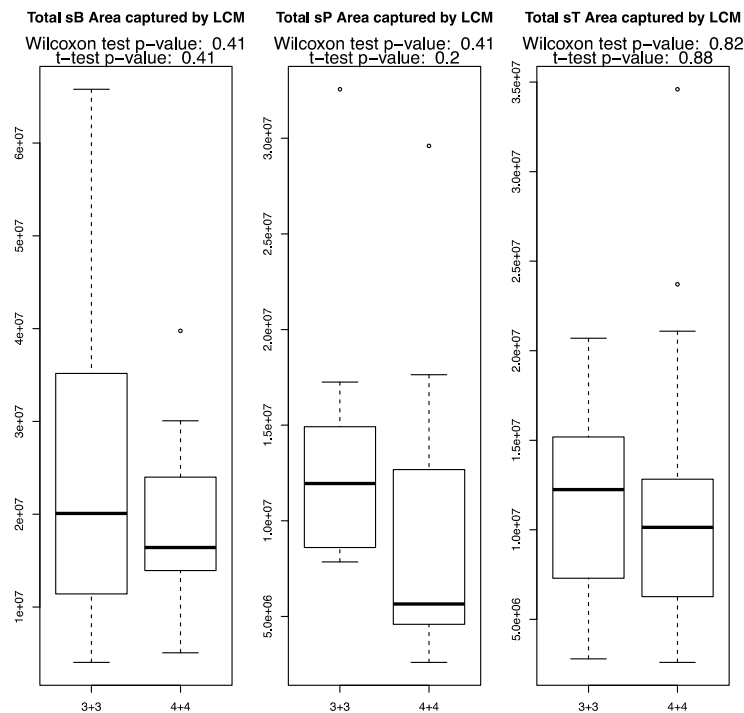 Total sB Area captured by LCM
Wilcoxon test p−value: 0.41
t−test p−value: 0.41
6e+07
5e+07
4e+07
3e+07
2e+07
1e+07
3+3
4+4
Total sP Area captured by LCM
Wilcoxon test p−value: 0.41
t−test p−value: 0.2
3.0e+07
2.5e+07
2.0e+07
1.5e+07
1.0e+07
5.0e+06
3+3
4+4
Total sT Area captured by LCM
Wilcoxon test p−value: 0.82
t−test p−value: 0.88
3.5e+07
3.0e+07
2.5e+07
2.0e+07
1.5e+07
1.0e+07
5.0e+06
3+3
4+4